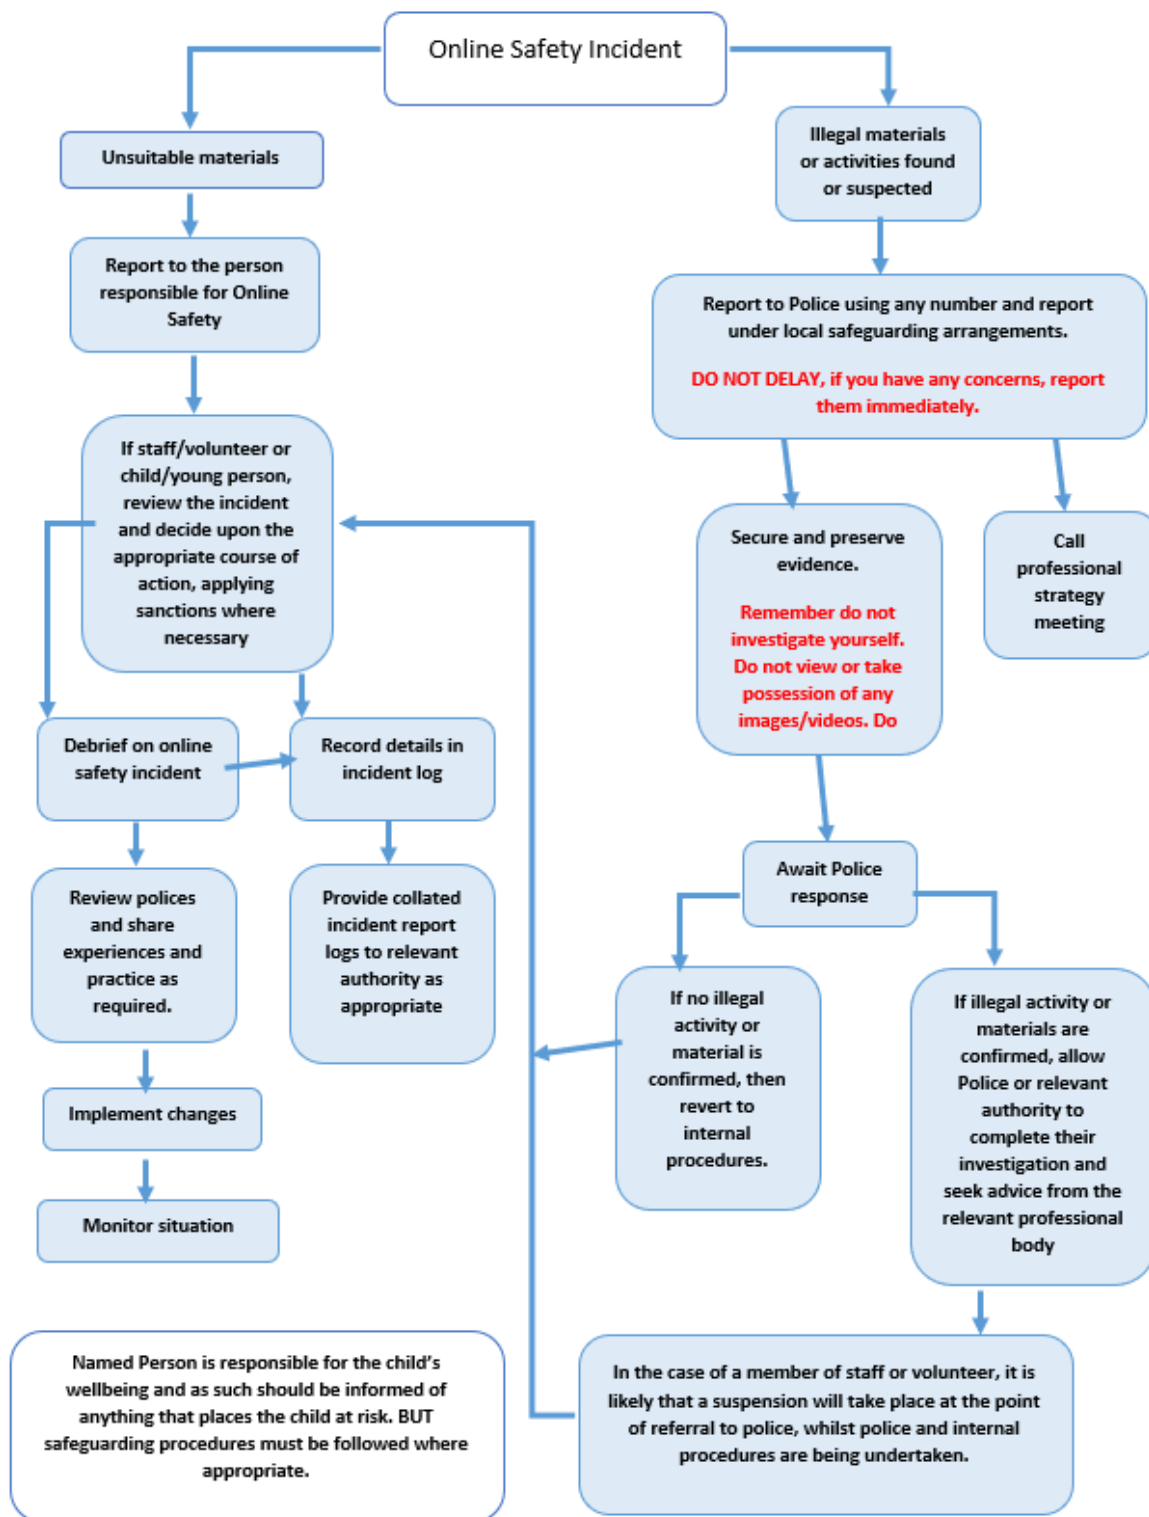 Online Safety Incident
Unsuitable materials
Report to the person
responsible for Online
Safety
If staff/volunteer or
child/young person,
review the incident
and decide upon the
appropriate course of
action, applying
sanctions where
necessary
Debrief on online
safety incident
Record details in
incident log
Review polices
and share
experiences and
practice as
required.
Provide collated
incident report
logs to relevant
authority as
appropriate
Implement changes
Monitor situation
Illegal materials
or activities found
or suspected
Report to Police using any number and report
under local safeguarding arrangements.
DO NOT DELAY, if you have any concerns, report
them immediately.
Secure and preserve
evidence.
Remember do not
investigate yourself.
Do not view or take
possession of any
images/videos. Do
Call
professional
strategy
meeting
Await Police
response
If no illegal
activity or
material is
confirmed, then
revert to
internal
procedures.
If illegal activity or
materials are
confirmed, allow
Police or relevant
authority to
complete their
investigation and
seek advice from the
relevant professional
body
In the case of a member of staff or volunteer, it is
likely that a suspension will take place at the point
of referral to police, whilst police and internal
procedures are being undertaken.
Named Person is responsible for the child's
wellbeing and as such should be informed of
anything that places the child at risk. BUT
safeguarding procedures must be followed where
appropriate.